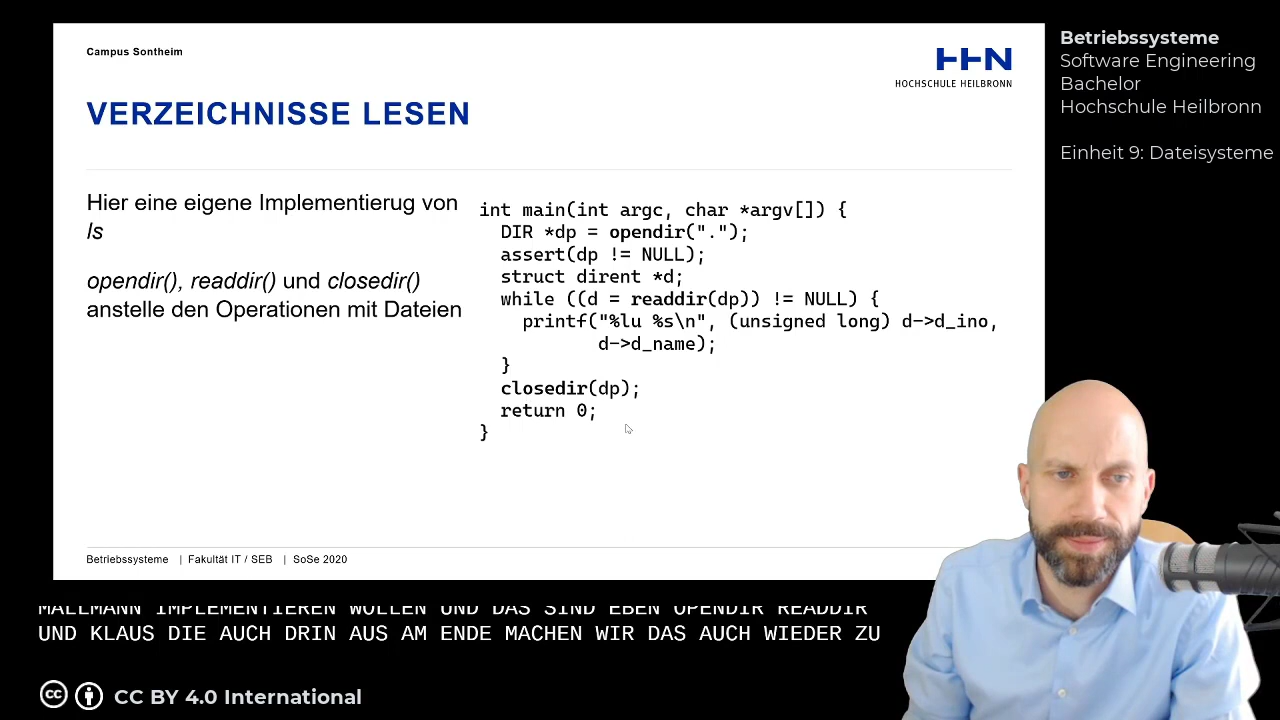 Campus Sontheim
HHN
HOCHSCHULE HEILBRONN
VERZEICHNISSE LESEN
Hier eine eigene Implementierug von
ls
opendir(), readdir() und closedir()
anstelle den Operationen mit Dateien
int main(int argc, char *argv[]) {
DIR *dp = opendir(".");
assert(dp != NULL);
struct dirent *d;
while ((d = readdir(dp)) != NULL) {
printf("%lu %s\n", (unsigned long) d->d_ino,
d->d_name);
}
closedir(dp);
return 0;
}
Betriebssysteme | Fakultät IT / SEB | SoSe 2020
Betriebssysteme
Software Engineering
Bachelor
Hochschule Heilbronn
Einheit 9: Dateisysteme
MALLMANN IMPLEMENTIEREN WOLLEN UND DAS SIND EBEN OPENDIR READDIR
UND KLAUS DIE AUCH DRIN AUS AM ENDE MACHEN WIR DAS AUCH WIEDER ZU
cc
CC BY 4.0 International